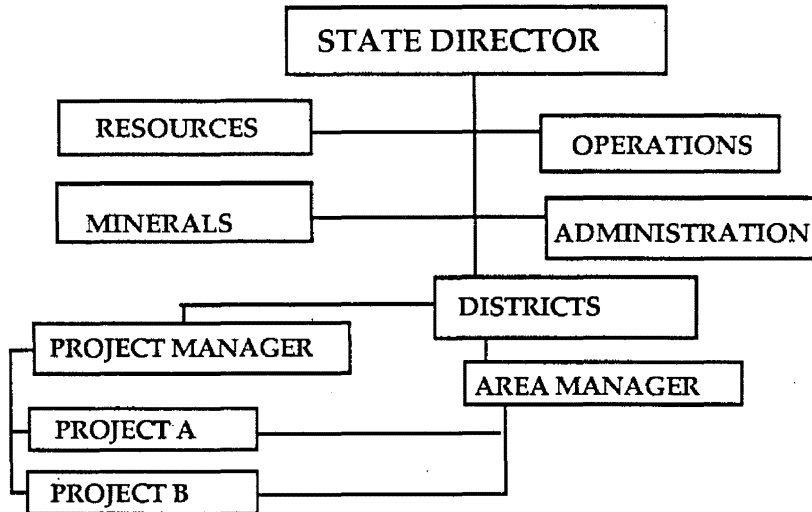 STATE DIRECTOR
RESOURCES
OPERATIONS
MINERALS
ADMINISTRATION
DISTRICTS
PROJECT MANAGER
AREA MANAGER
PROJECT A
PROJECT B